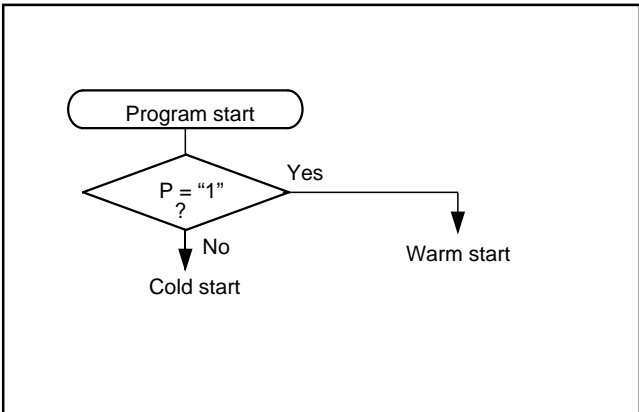 Program start
P = “1”
?
Yes
No
Warm start
Cold start